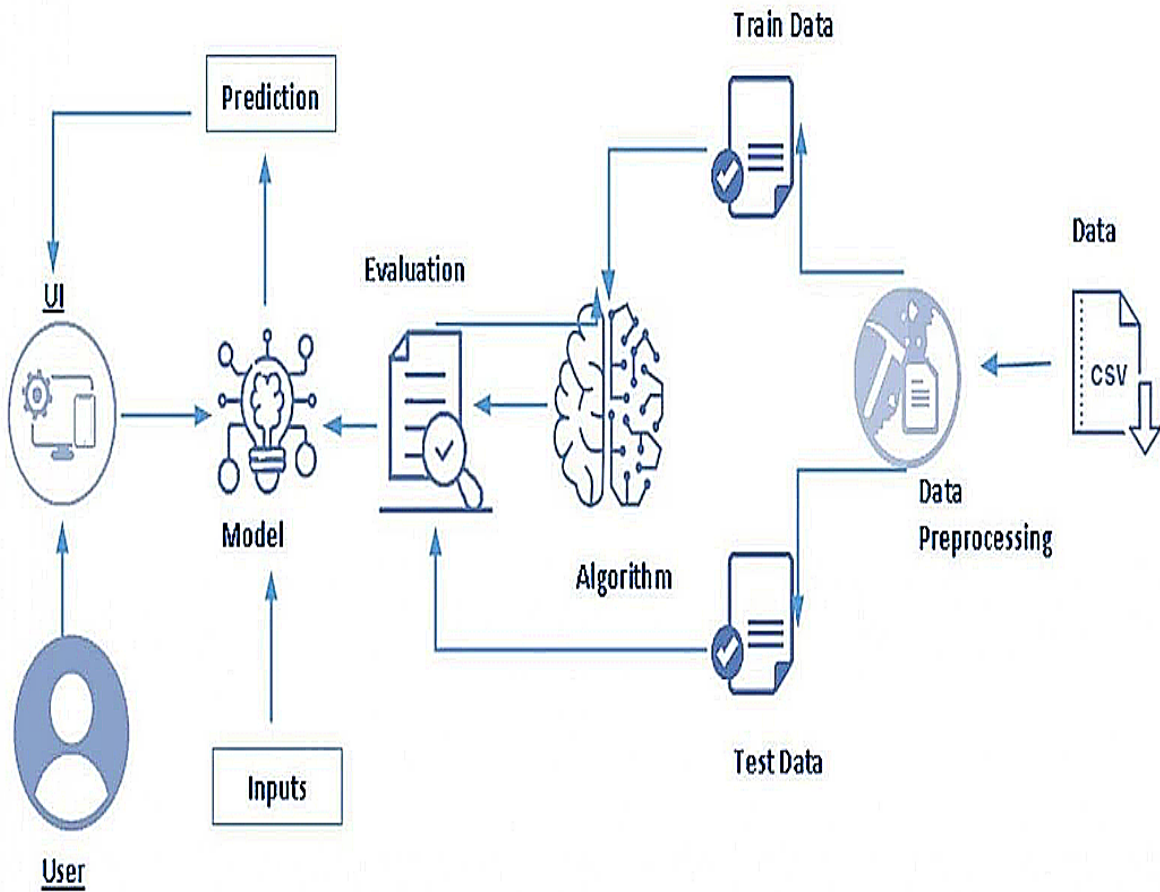 Train Data
Prediction
Data
Evaluation
UI
CSV
Data
Preprocessing
Model
Algorithm
Test Data
Inputs
User